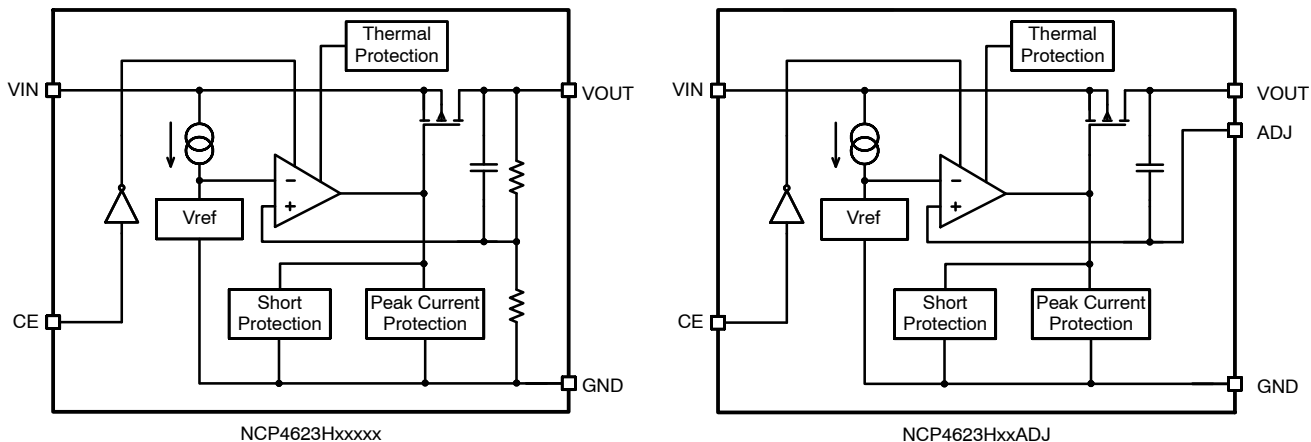 Thermal
Protection
VIN
VOUT
−
+
Vref
Short
Protection
Peak Current
Protection
CE
GND
NCP4623Hxxxxx
Thermal
Protection
VIN
VOUT
ADJ
−
+
Vref
Short
Protection
Peak Current
Protection
CE
GND
NCP4623HxxADJ